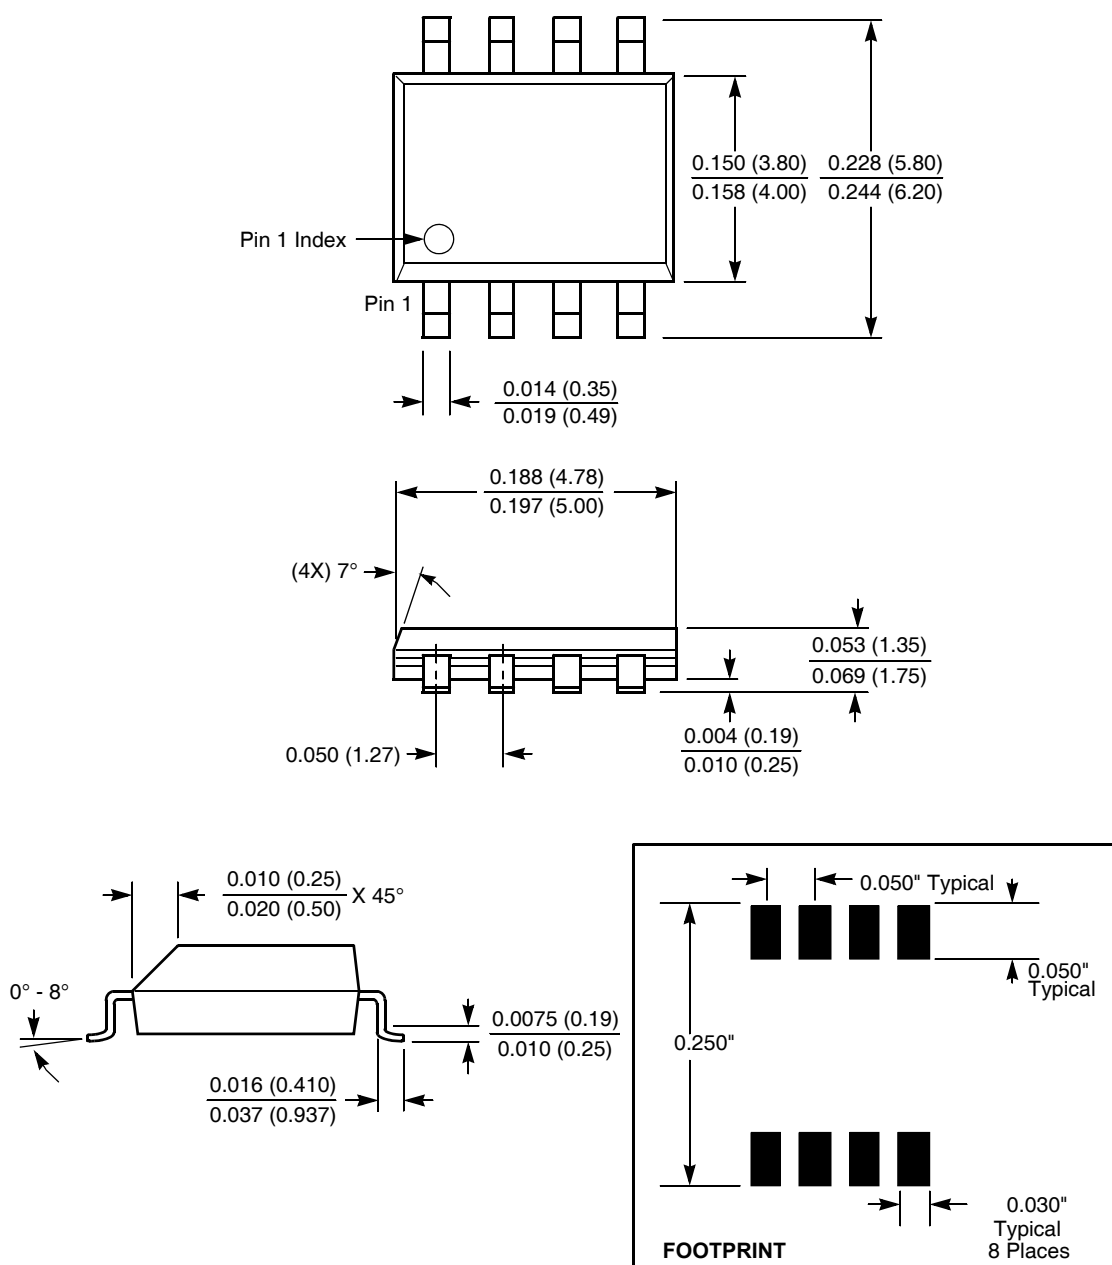 0.150 (3.80)
0.158 (4.00)
0.228 (5.80)
0.244 (6.20)
Pin 1 Index
Pin 1
0.014 (0.35)
0.019 (0.49)
0.188 (4.78)
0.197 (5.00)
(4X) 7°
0.053 (1.35)
0.069 (1.75)
0.050 (1.27)
0.004 (0.19)
0.010 (0.25)
0.010 (0.25)
0.020 (0.50)
X 45°
0° - 8°
0.0075 (0.19)
0.010 (0.25)
0.016 (0.410)
0.037 (0.937)
0.050" Typical
0.050"
Typical
0.250"
0.030"
Typical
8 Places
FOOTPRINT